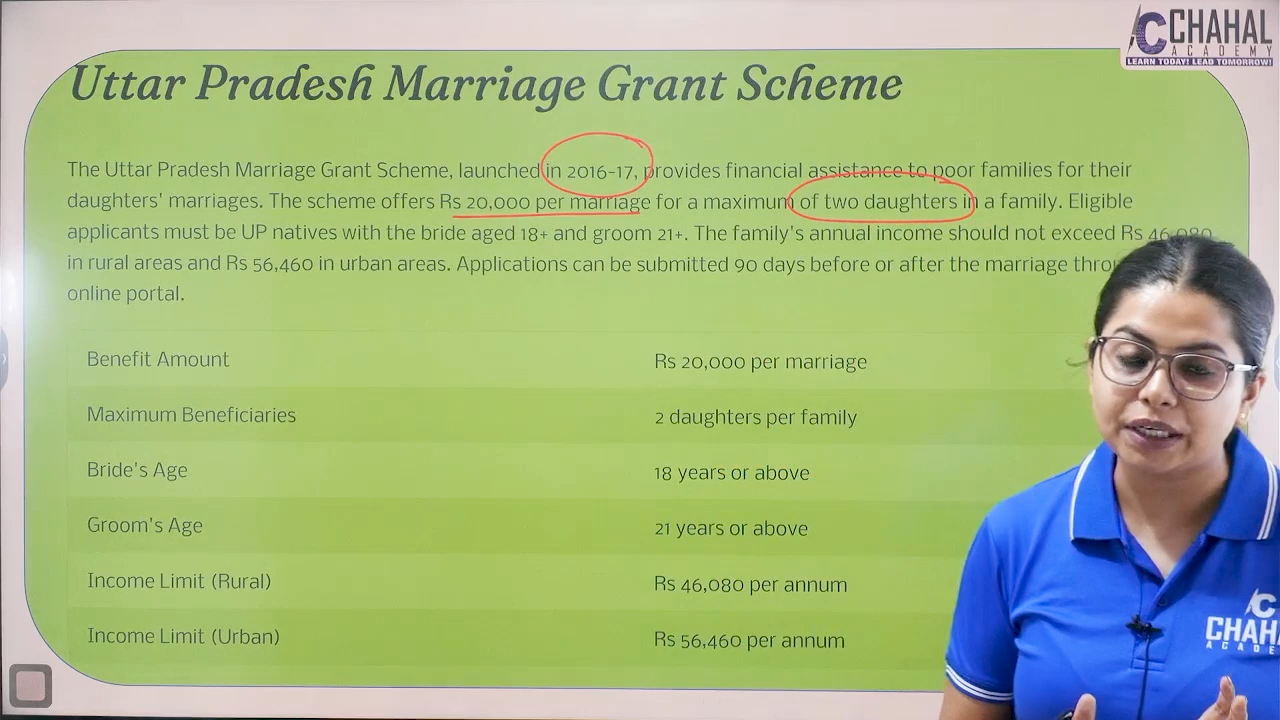 CHAHAL
ACADEMY
LEARN TODAY! LEAD TOMORROW!
Uttar Pradesh Marriage Grant Scheme
The Uttar Pradesh Marriage Grant Scheme, launched in 2016-17, provides financial assistance to poor families for their
daughters' marriages. The scheme offers Rs 20,000 per marriage for a maximum of two daughters in a family. Eligible
applicants must be UP natives with the bride aged 18+ and groom 21+. The family's annual income should not exceed Rs 46,080
in rural areas and Rs 56,460 in urban areas. Applications can be submitted 90 days before or after the marriage
online portal.
Benefit Amount Rs 20,000 per marriage
Maximum Beneficiaries 2 daughters per family
Bride's Age 18 years or above
Groom's Age 21 years or above
Income Limit (Rural) Rs 46,080 per annum
Income Limit (Urban) Rs 56,460 per annum